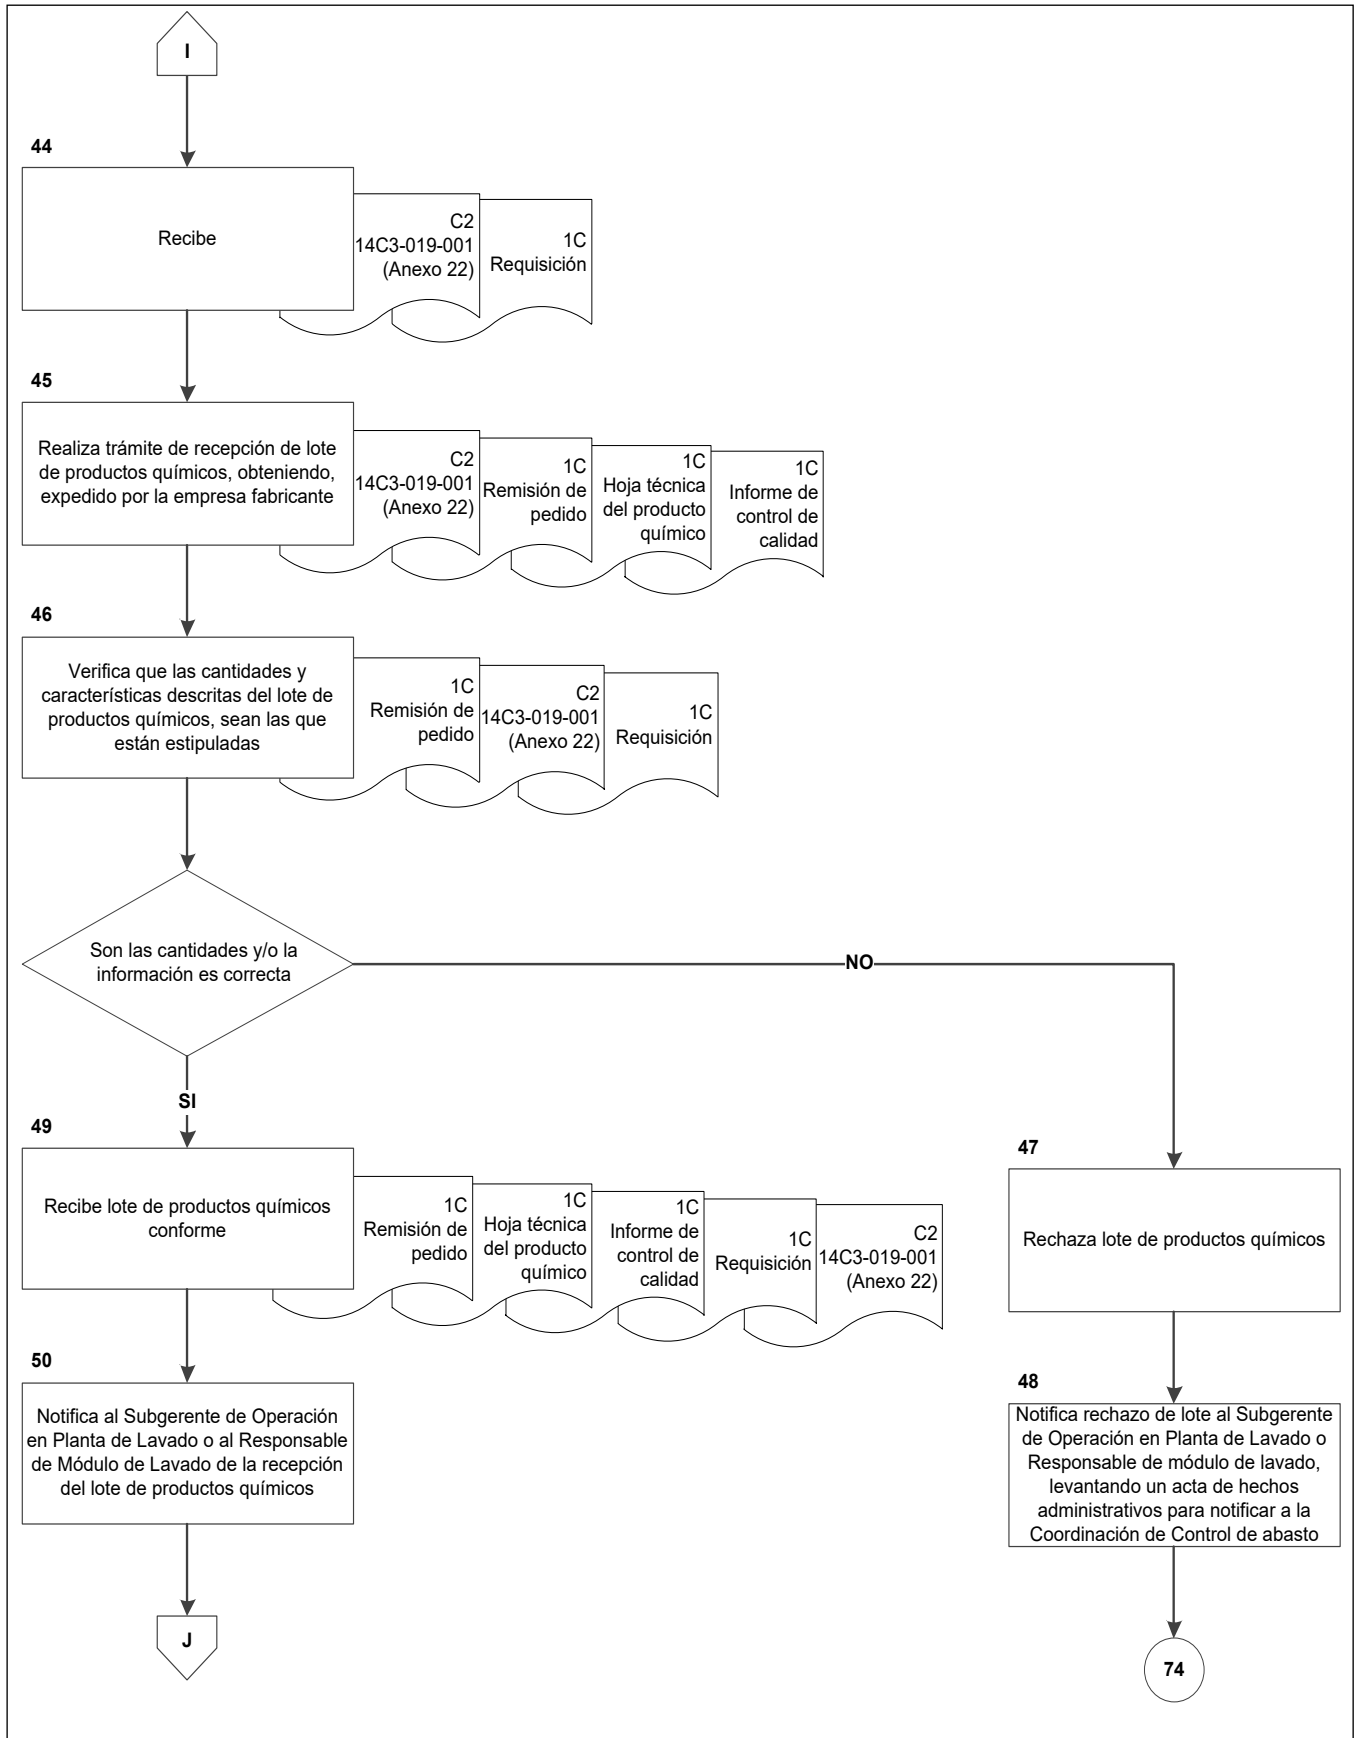 I
44
Recibe
C2
14C3-019-001
(Anexo 22)
1C
Requisición
45
Realiza trámite de recepción de lote
de productos químicos, obteniendo,
expedido por la empresa fabricante
C2
14C3-019-001
(Anexo 22)
1C
Remisión de
pedido
1C
Hoja técnica
del producto
químico
1C
Informe de
control de
calidad
46
Verifica que las cantidades y
características descritas del lote de
productos químicos, sean las que
están estipuladas
1C
Remisión de
pedido
C2
14C3-019-001
(Anexo 22)
1C
Requisición
Son las cantidades y/o la
información es correcta
NO
SI
49
Recibe lote de productos químicos
conforme
1C
Remisión de
pedido
1C
Hoja técnica
del producto
químico
1C
Informe de
control de
calidad
1C
Requisición
C2
14C3-019-001
(Anexo 22)
47
Rechaza lote de productos químicos
50
Notifica al Subgerente de Operación
en Planta de Lavado o al Responsable
de Módulo de Lavado de la recepción
del lote de productos químicos
48
Notifica rechazo de lote al Subgerente
de Operación en Planta de Lavado o
Responsable de módulo de lavado,
levantando un acta de hechos
administrativos para notificar a la
Coordinación de Control de abasto
J
74